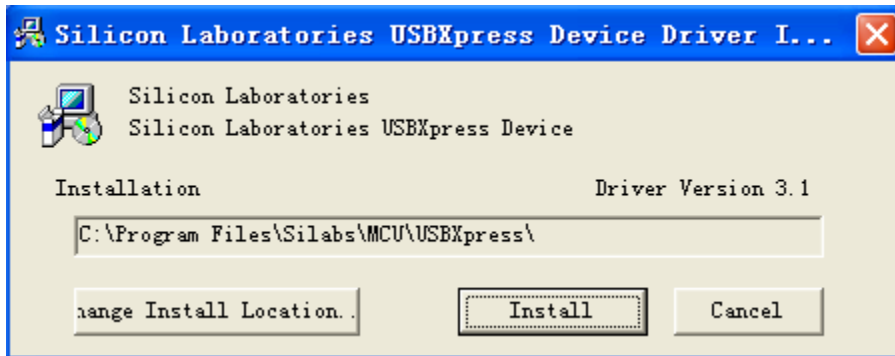 Silicon Laboratories USBXpress Device Driver I...
Silicon Laboratories
Silicon Laboratories USBXpress Device
Installation Driver Version 3.1
C:\Program Files\Silabs\MCU\USBXpress\
hange Install Location.. Install Cancel